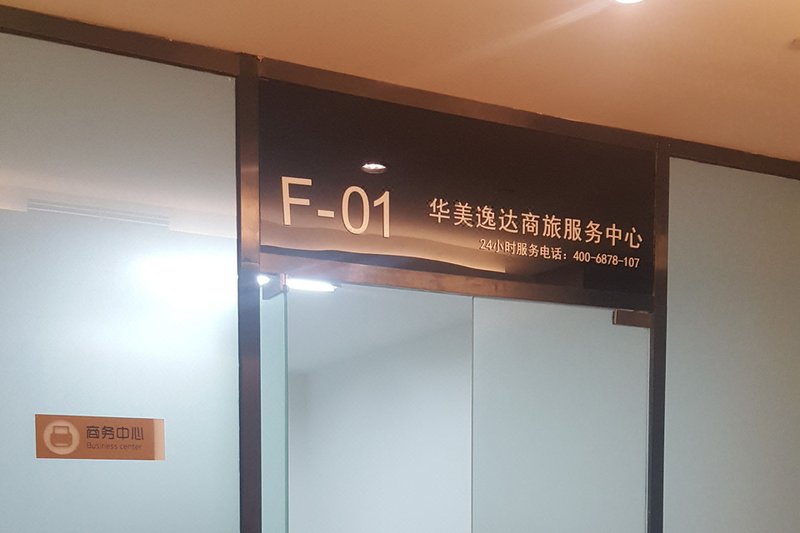 F-01
华美逸达商旅服务中心
24小时服务电话：400-6878-107
商务中心
Business center